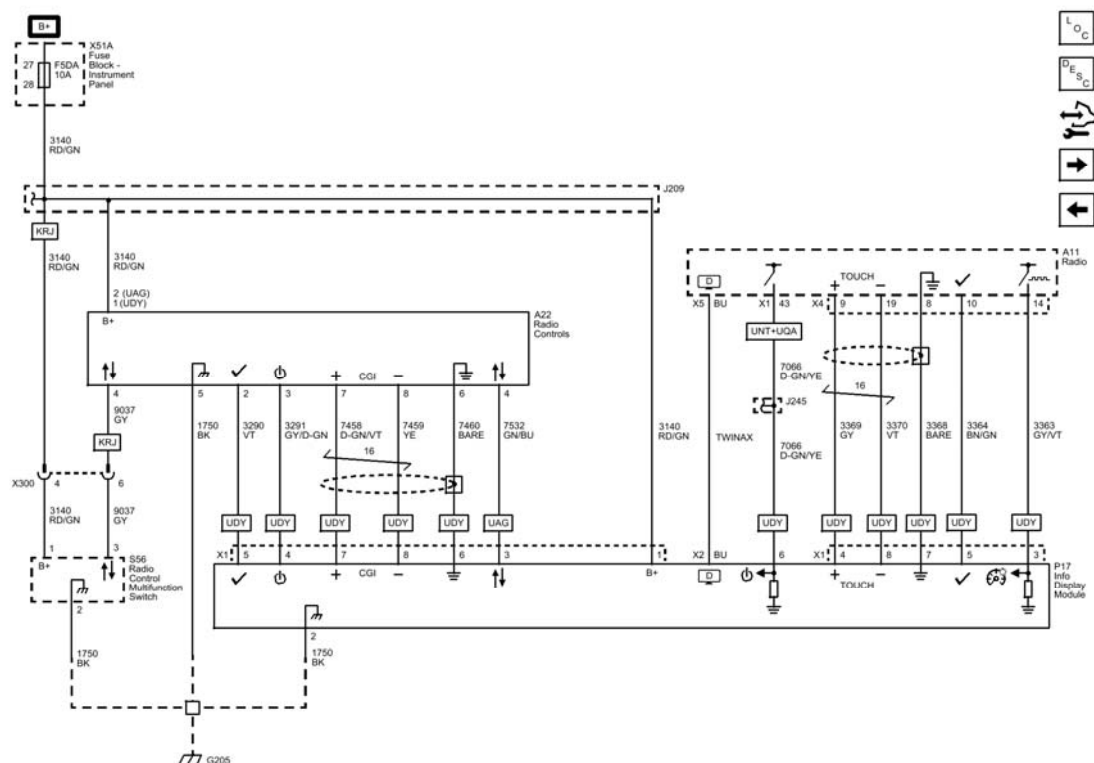 B+
X51A
Fuse
Block -
Instrument
Panel
27
F5DA
10A
28
3140
RD/GN
J209
KRJ
3140
RD/GN
3140
RD/GN
2 (UAG)
1 (UDY)
B+
A22
Radio
Controls
CGI
4
5
2
3
7
8
6
4
9037
GY
1750
BK
3290
VT
3291
GY/D-GN
7458
D-GN/VT
7459
YE
7460
BARE
7532
GN/BU
16
KRJ
X300
4
6
3140
RD/GN
9037
GY
1
3
B+
S56
Radio
Control
Multifunction
Switch
2
1750
BK
UDY
UDY
UDY
UDY
UDY
UAG
X1
5
4
7
8
6
3
1
CGI
B+
3140
RD/GN
2
1750
BK
G205
A11
Radio
D
TOUCH
X5
BU
X1
43
X4
9
19
8
10
14
UNT+UQA
7066
D-GN/YE
J245
7066
D-GN/YE
TWINAX
16
3369
GY
3370
VT
3368
BARE
3364
BN/GN
3363
GY/VT
UDY
UDY
UDY
UDY
UDY
UDY
X2
BU
6
X1
4
8
7
5
3
D
TOUCH
P17
Info
Display
Module
LOC
DESC